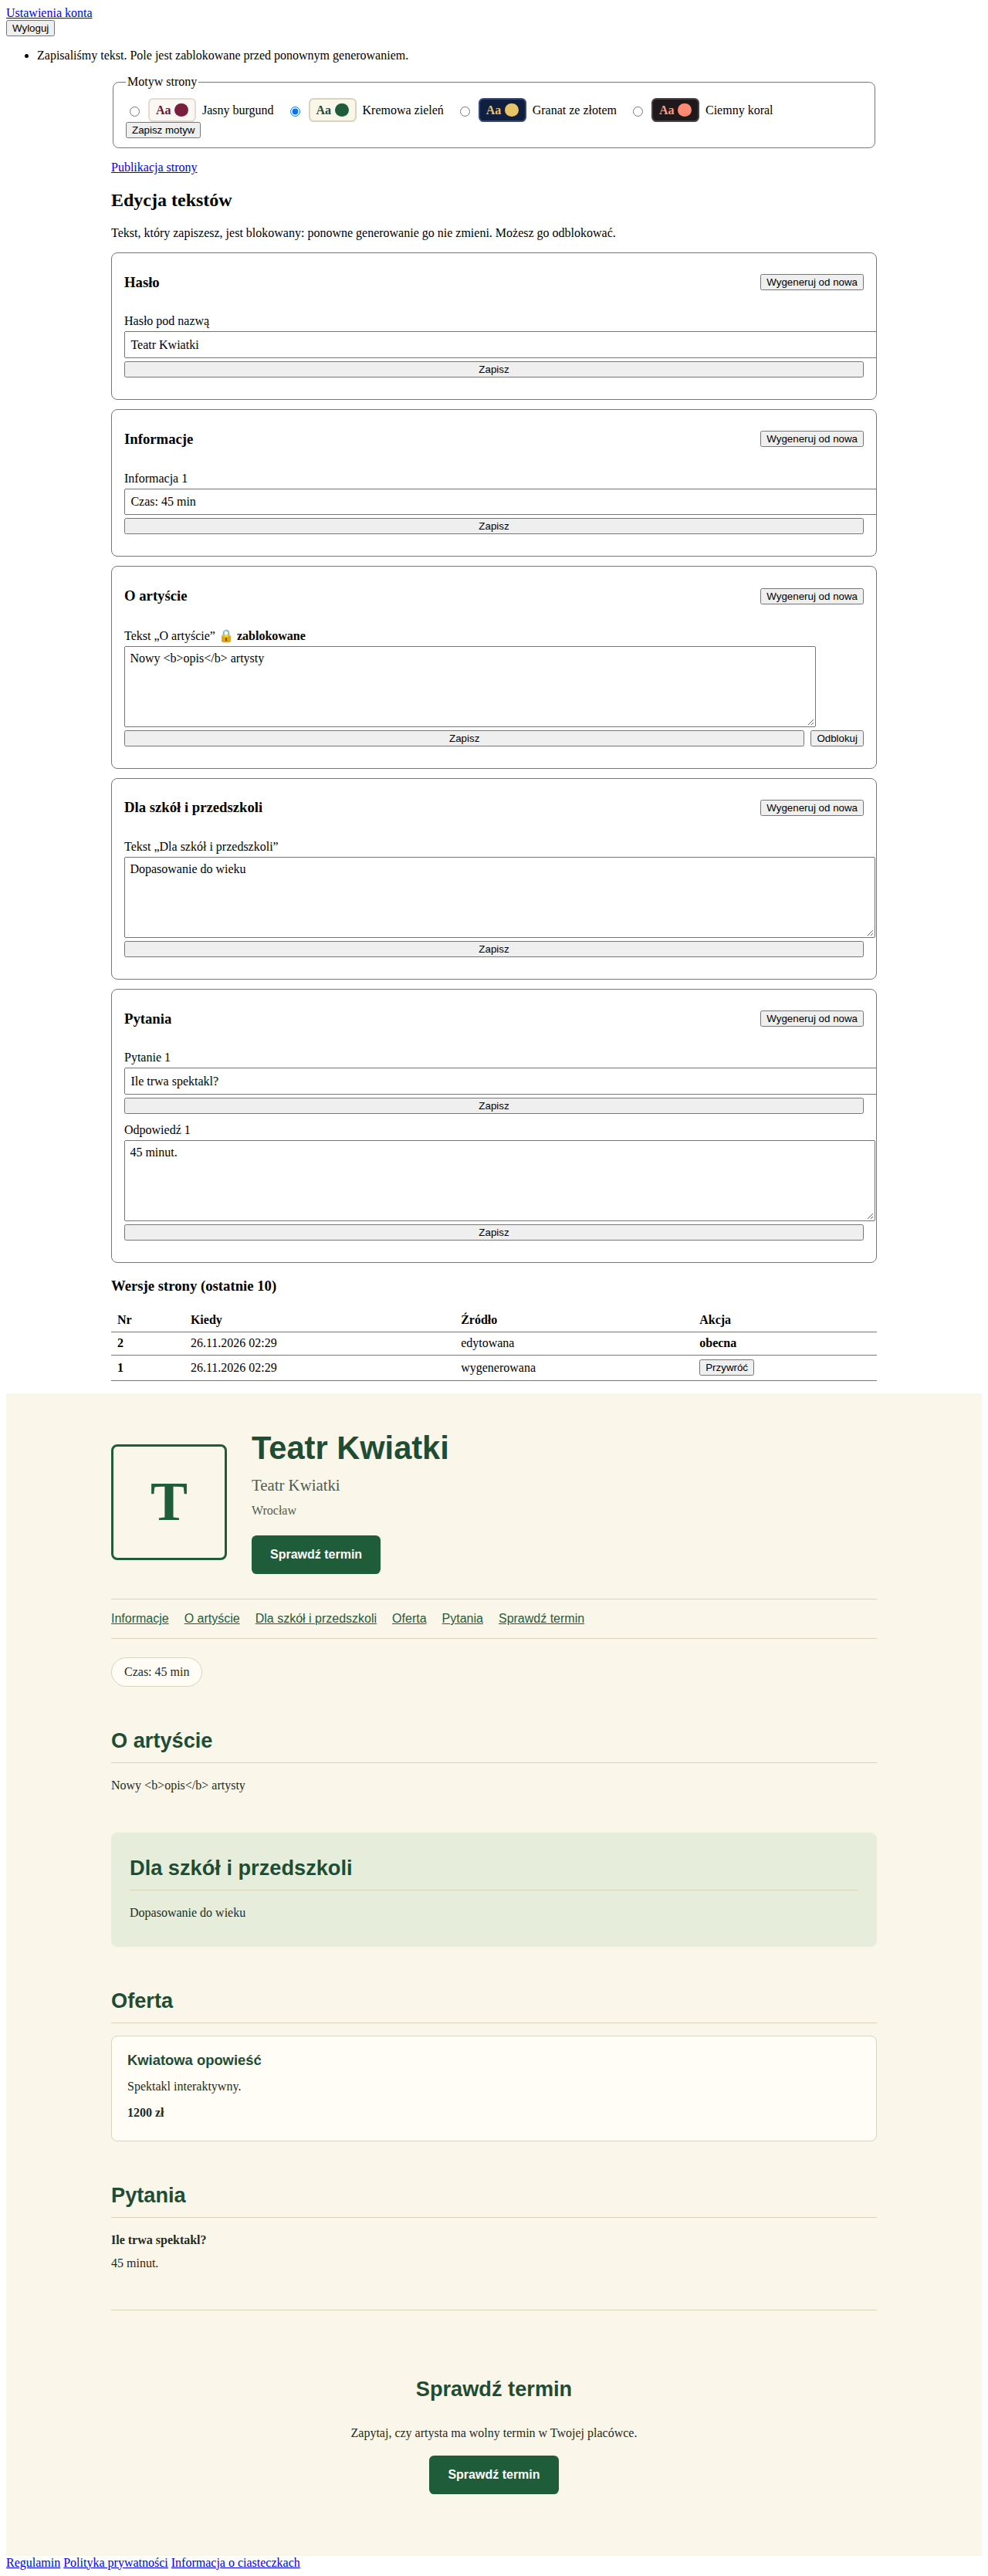 Ustawienia konta
Wyloguj
Zapisaliśmy tekst. Pole jest zablokowane przed ponownym generowaniem.
Motyw strony
Aa Jasny burgund Aa Kremowa zieleń Aa Granat ze złotem Aa Ciemny koral
Zapisz motyw
Publikacja strony
Edycja tekstów
Tekst, który zapiszesz, jest blokowany: ponowne generowanie go nie zmieni. Możesz go odblokować.
Hasło Wygeneruj od nowa
Hasło pod nazwą
Teatr Kwiatki
Zapisz
Informacje Wygeneruj od nowa
Informacja 1
Czas: 45 min
Zapisz
O artyście Wygeneruj od nowa
Tekst „O artyście” 🔒 zablokowane
Nowy <b>opis</b> artysty
Zapisz Odblokuj
Dla szkół i przedszkoli Wygeneruj od nowa
Tekst „Dla szkół i przedszkoli”
Dopasowanie do wieku
Zapisz
Pytania Wygeneruj od nowa
Pytanie 1
Ile trwa spektakl?
Zapisz
Odpowiedź 1
45 minut.
Zapisz
Wersje strony (ostatnie 10)
Nr Kiedy Źródło Akcja
2 26.11.2026 02:29 edytowana obecna
1 26.11.2026 02:29 wygenerowana Przywróć
T
Teatr Kwiatki
Teatr Kwiatki
Wrocław
Sprawdź termin
Informacje O artyście Dla szkół i przedszkoli Oferta Pytania Sprawdź termin
Czas: 45 min
O artyście
Nowy <b>opis</b> artysty
Dla szkół i przedszkoli
Dopasowanie do wieku
Oferta
Kwiatowa opowieść
Spektakl interaktywny.
1200 zł
Pytania
Ile trwa spektakl?
45 minut.
Sprawdź termin
Zapytaj, czy artysta ma wolny termin w Twojej placówce.
Sprawdź termin
Regulamin Polityka prywatności Informacja o ciasteczkach